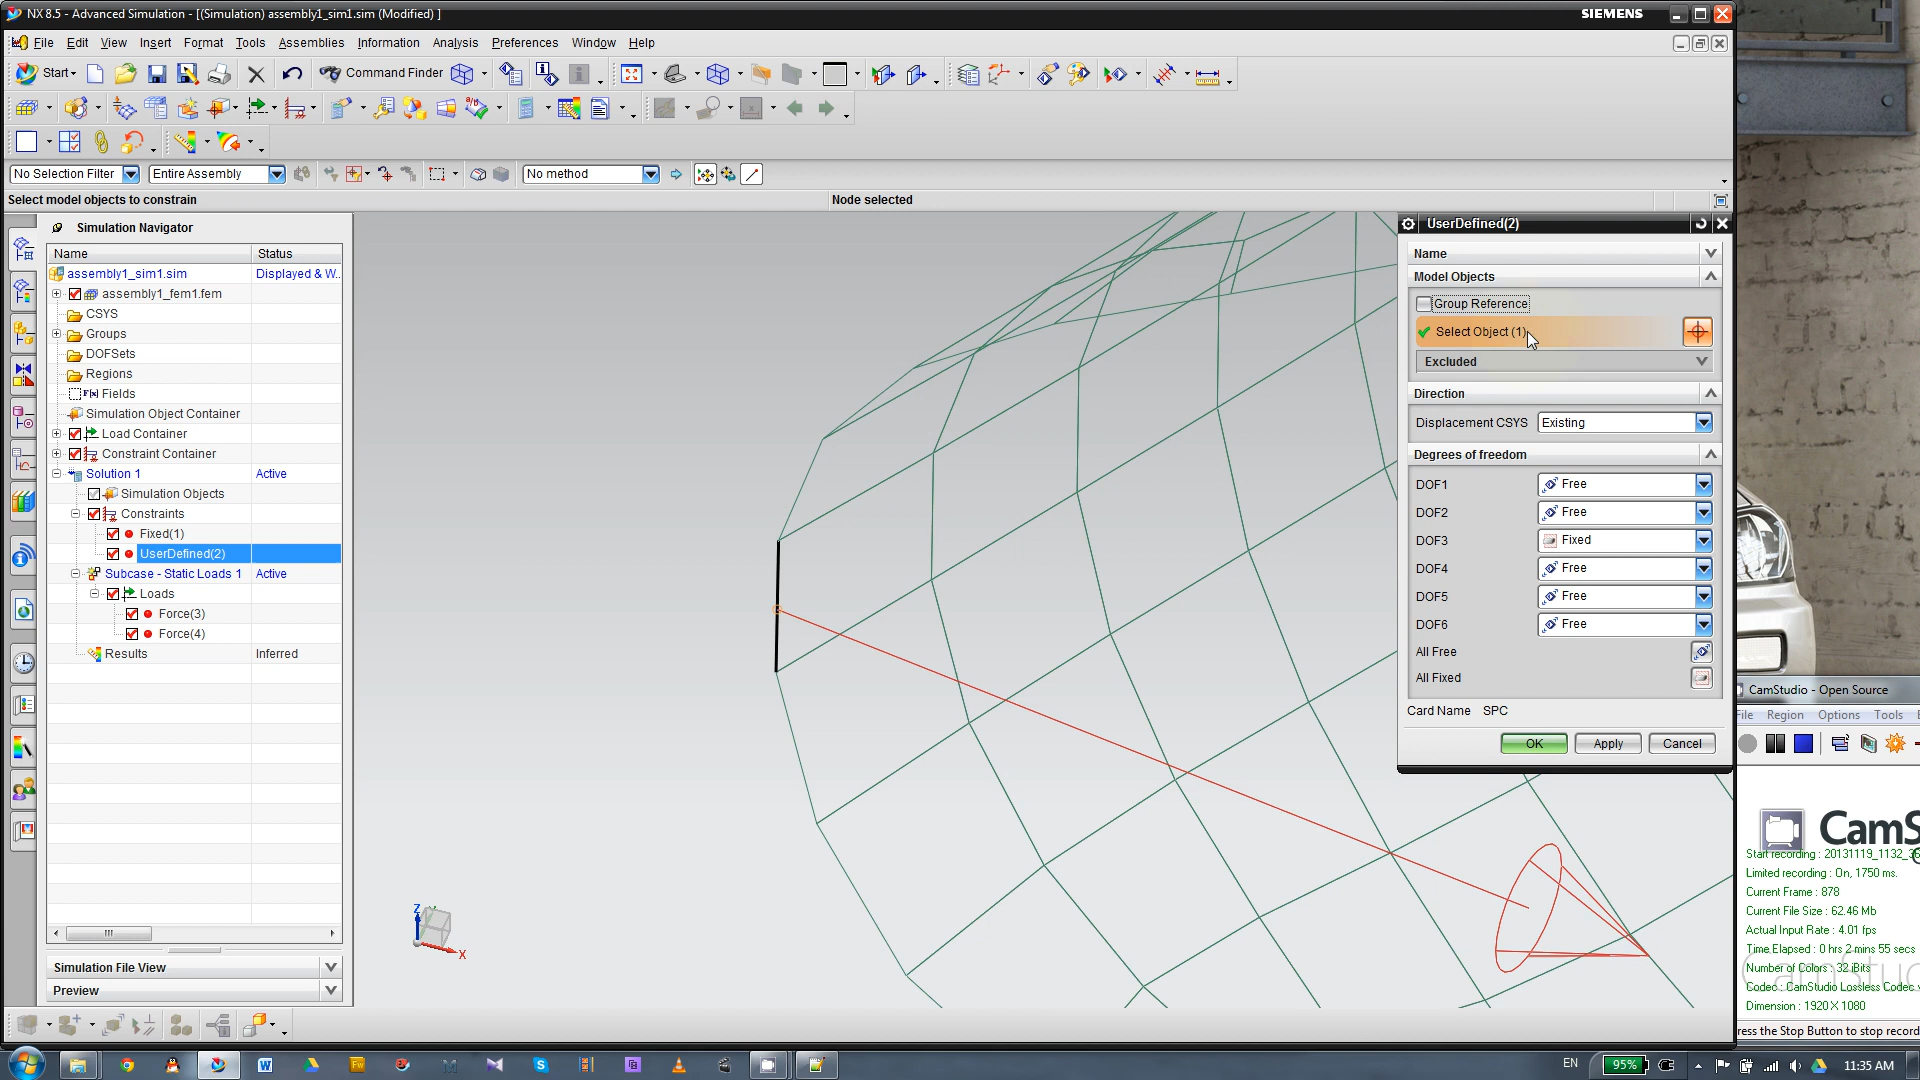 NX 8.5 - Advanced Simulation - [(Simulation) assembly1_sim1.sim (Modified) ]
SIEMENS
File Edit View Insert Format Tools Assemblies Information Analysis Preferences Window Help
Start
Command Finder
No Selection Filter
Entire Assembly
No method
Select model objects to constrain
Node selected
Simulation Navigator
Name Status
assembly1_sim1.sim Displayed & W..
assembly1_fem1.fem
CSYS
Groups
DOFSets
Regions
Fields
Simulation Object Container
Load Container
Constraint Container
Solution 1 Active
Simulation Objects
Constraints
Fixed(1)
UserDefined(2)
Subcase - Static Loads 1 Active
Loads
Force(3)
Force(4)
Results Inferred
Simulation File View
Preview
Z
X
UserDefined(2)
Name
Model Objects
Group Reference
Select Object (1)
Excluded
Direction
Displacement CSYS Existing
Degrees of freedom
DOF1 Free
DOF2 Free
DOF3 Fixed
DOF4 Free
DOF5 Free
DOF6 Free
All Free
All Fixed
Card Name SPC
OK Apply Cancel
CamStudio - Open Source
File Region Options Tools
CamS
Start recording : 20131119_1132_36
Limited recording : On, 1750 ms.
Current Frame : 878
Current File Size : 62.46 Mb
Actual Input Rate : 4.01 fps
Time Elapsed : 0 hrs 2 mins 55 secs
Number of Colors : 32 Bits
Codec : CamStudio Lossless Codec
Dimension : 1920 X 1080
ress the Stop Button to stop record
EN
95%
11:35 AM